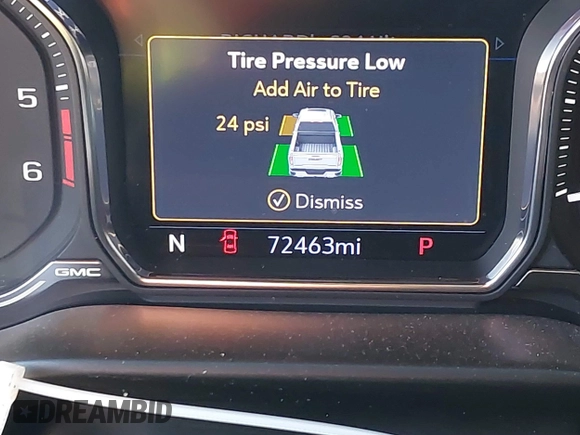 Tire Pressure Low
Add Air to Tire
24 psi
Dismiss
5
6
N
72463mi
P
GMC
DREAMBID